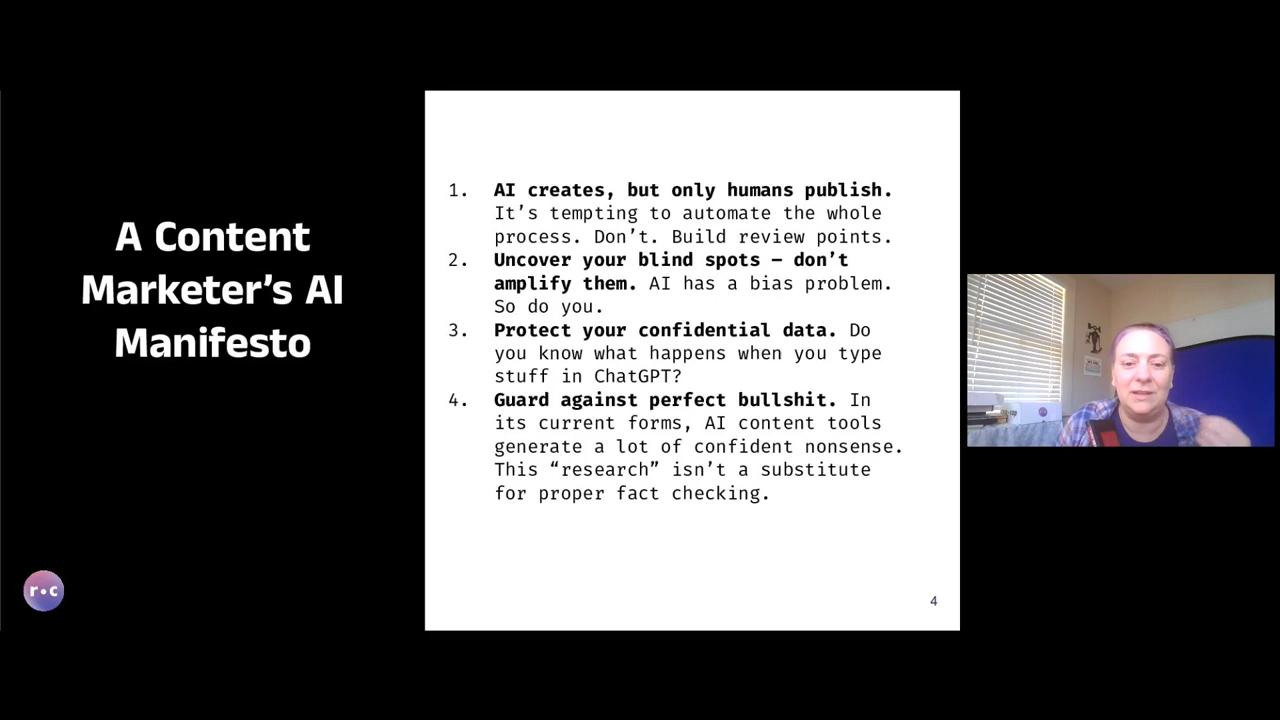 A Content
Marketer’s AI
Manifesto
1. AI creates, but only humans publish.
It’s tempting to automate the whole
process. Don’t. Build review points.
2. Uncover your blind spots – don’t
amplify them. AI has a bias problem.
So do you.
3. Protect your confidential data. Do
you know what happens when you type
stuff in ChatGPT?
4. Guard against perfect bullshit. In
its current forms, AI content tools
generate a lot of confident nonsense.
This “research” isn’t a substitute
for proper fact checking.
r•c
4